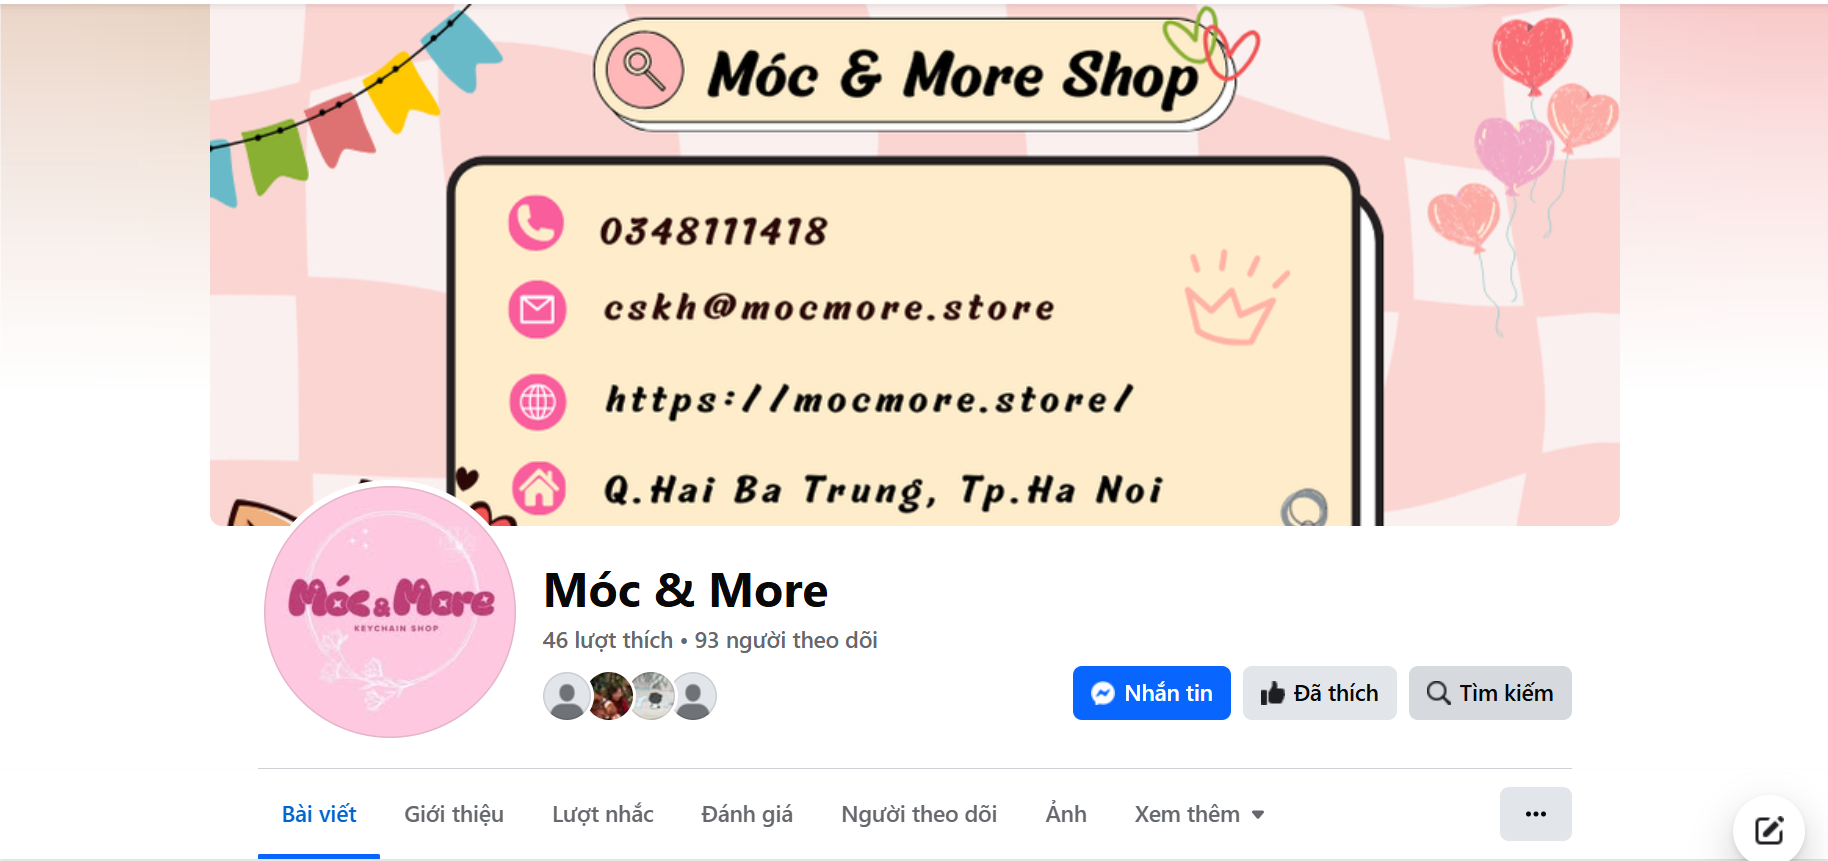 Móc & More Shop
0348111418
cskh@mocmore.store
https://mocmore.store/
Q.Hai Ba Trung, Tp.Ha Noi
Móc & More
KEYCHAIN SHOP
Móc & More
46 lượt thích • 93 người theo dõi
Nhắn tin
Đã thích
Tìm kiếm
Bài viết
Giới thiệu
Lượt nhắc
Đánh giá
Người theo dõi
Ảnh
Xem thêm